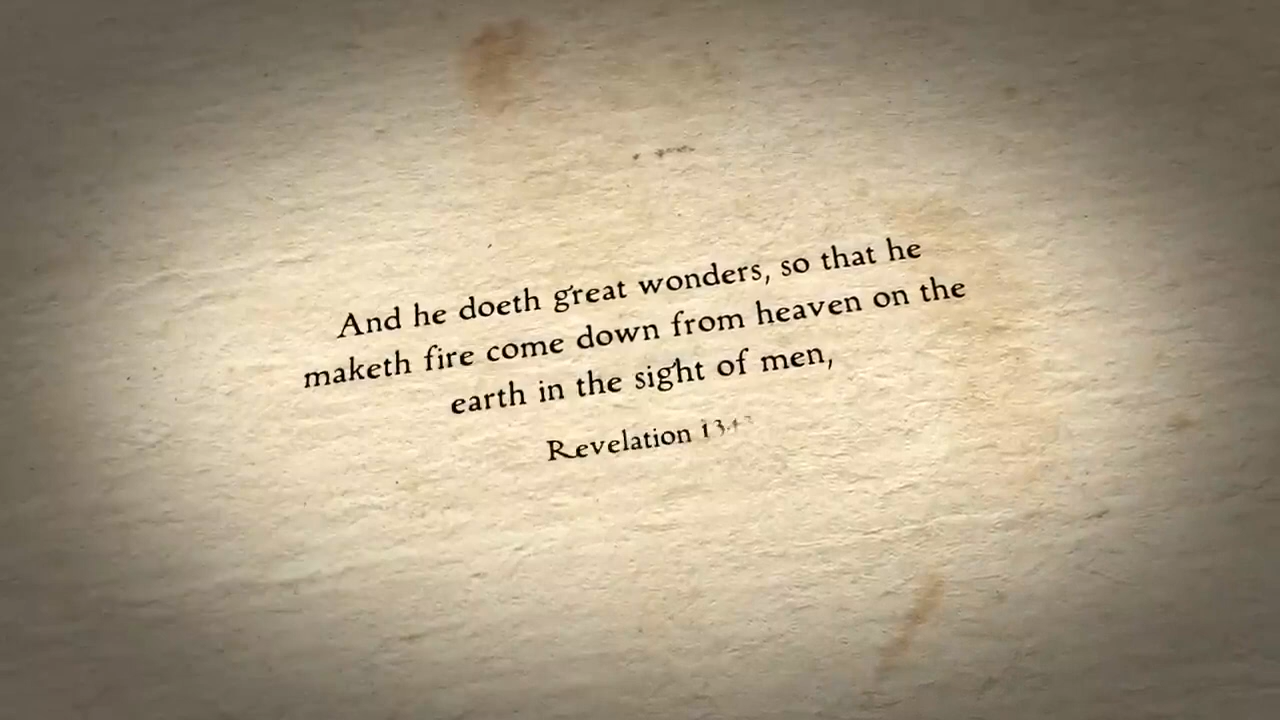 And he doeth great wonders, so that he
maketh fire come down from heaven on the
earth in the sight of men,
Revelation